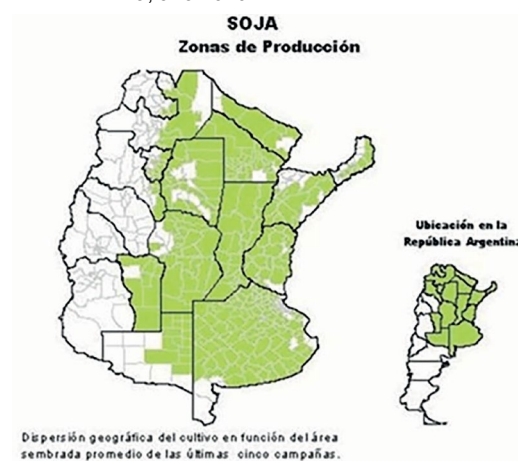 SOJA
Zonas de Producción
Ubicación en la
República Argentina
Dispersión geográfica del cultivo en función del área
sembrada promedio de las últimas cinco campañas.